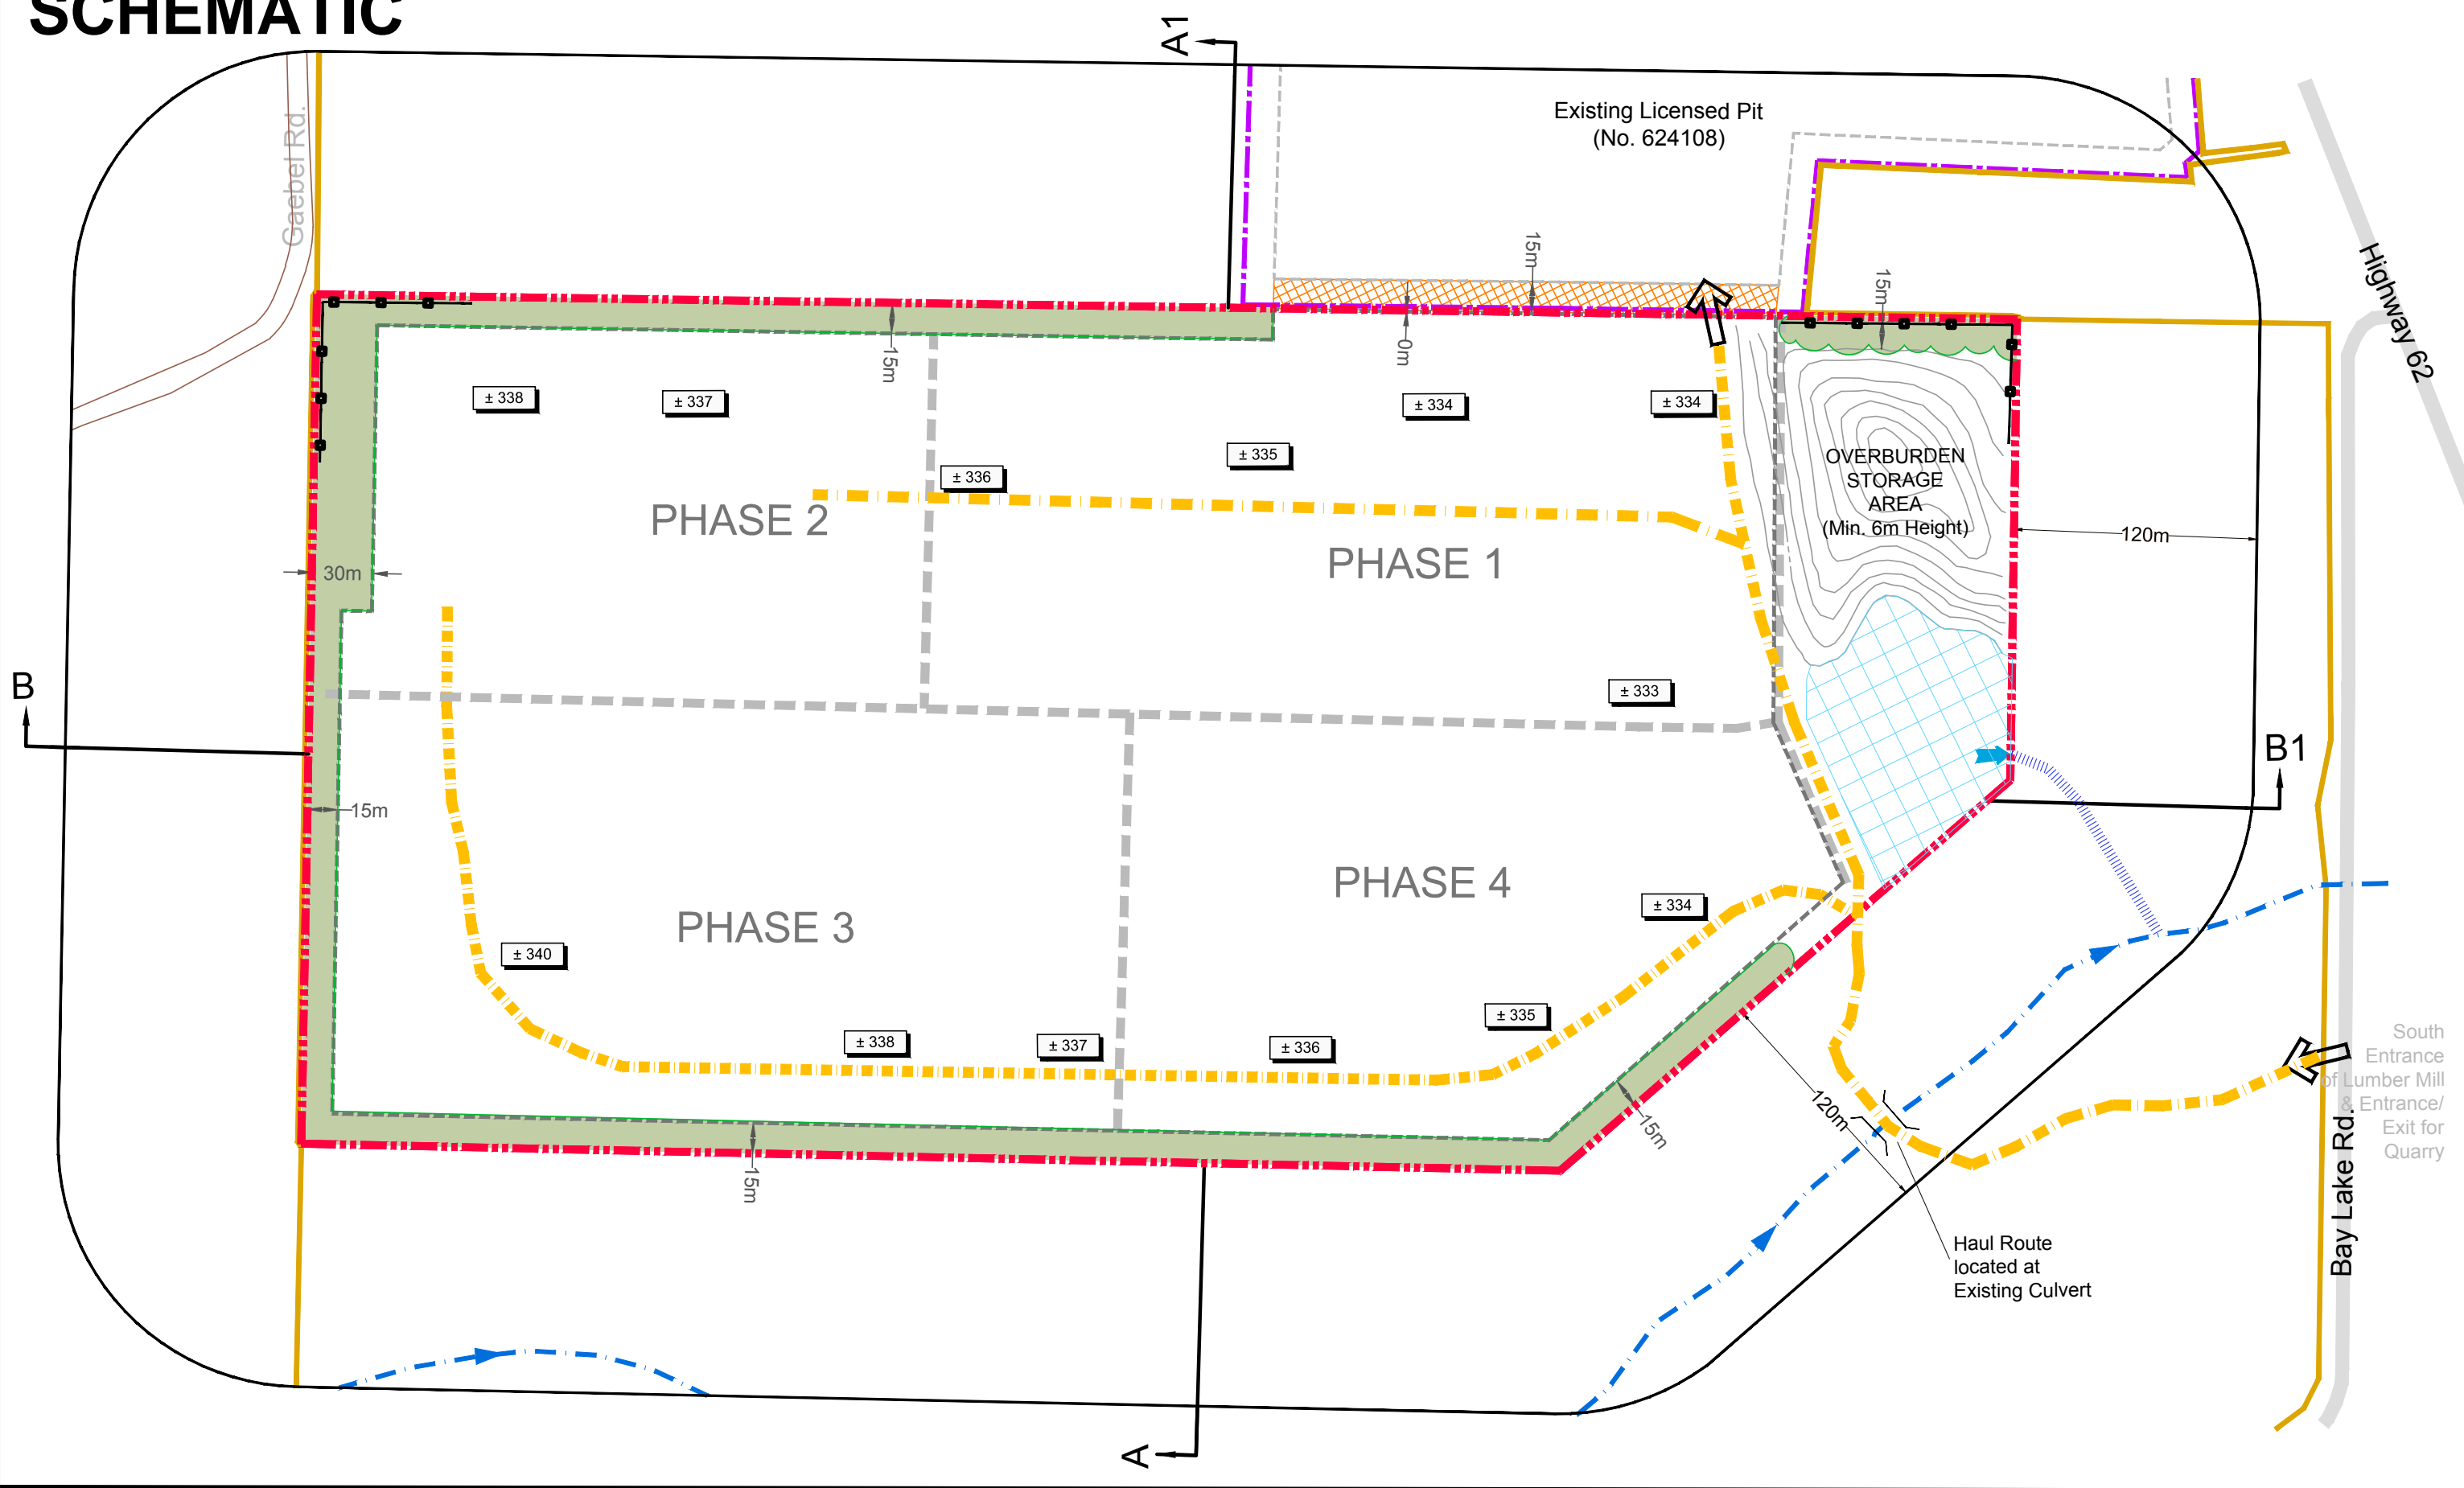 SCHEMATIC
A1
Existing Licensed Pit
(No. 624108)
Gaebel Rd.
Highway 62
15m
15m
15m
0m
± 338
± 337
± 334
± 334
± 335
± 336
OVERBURDEN
STORAGE
AREA
(Min. 6m Height)
120m
PHASE 2
PHASE 1
30m
B
± 333
B1
15m
PHASE 4
PHASE 3
± 334
± 340
± 335
± 338
± 337
± 336
South
Entrance
of Lumber Mill
& Entrance/
Exit for
Quarry
120m
15m
15m
Bay Lake Rd.
Haul Route
located at
Existing Culvert
A